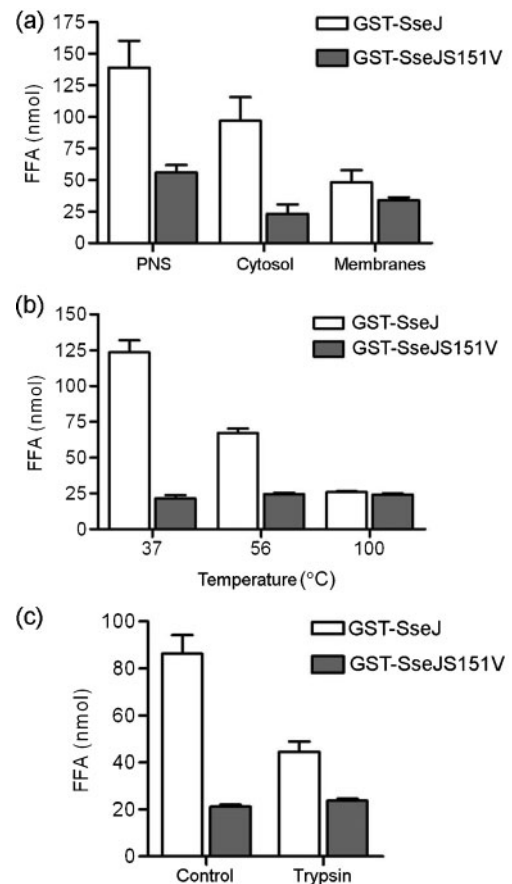 (a)
GST-SseJ
GST-SseJS151V
FFA (nmol)
175
150
125
100
75
50
25
0
PNS Cytosol Membranes
(b)
GST-SseJ
GST-SseJS151V
FFA (nmol)
150
125
100
75
50
25
0
37 56 100
Temperature (°C)
(c)
GST-SseJ
GST-SseJS151V
FFA (nmol)
100
80
60
40
20
0
Control Trypsin